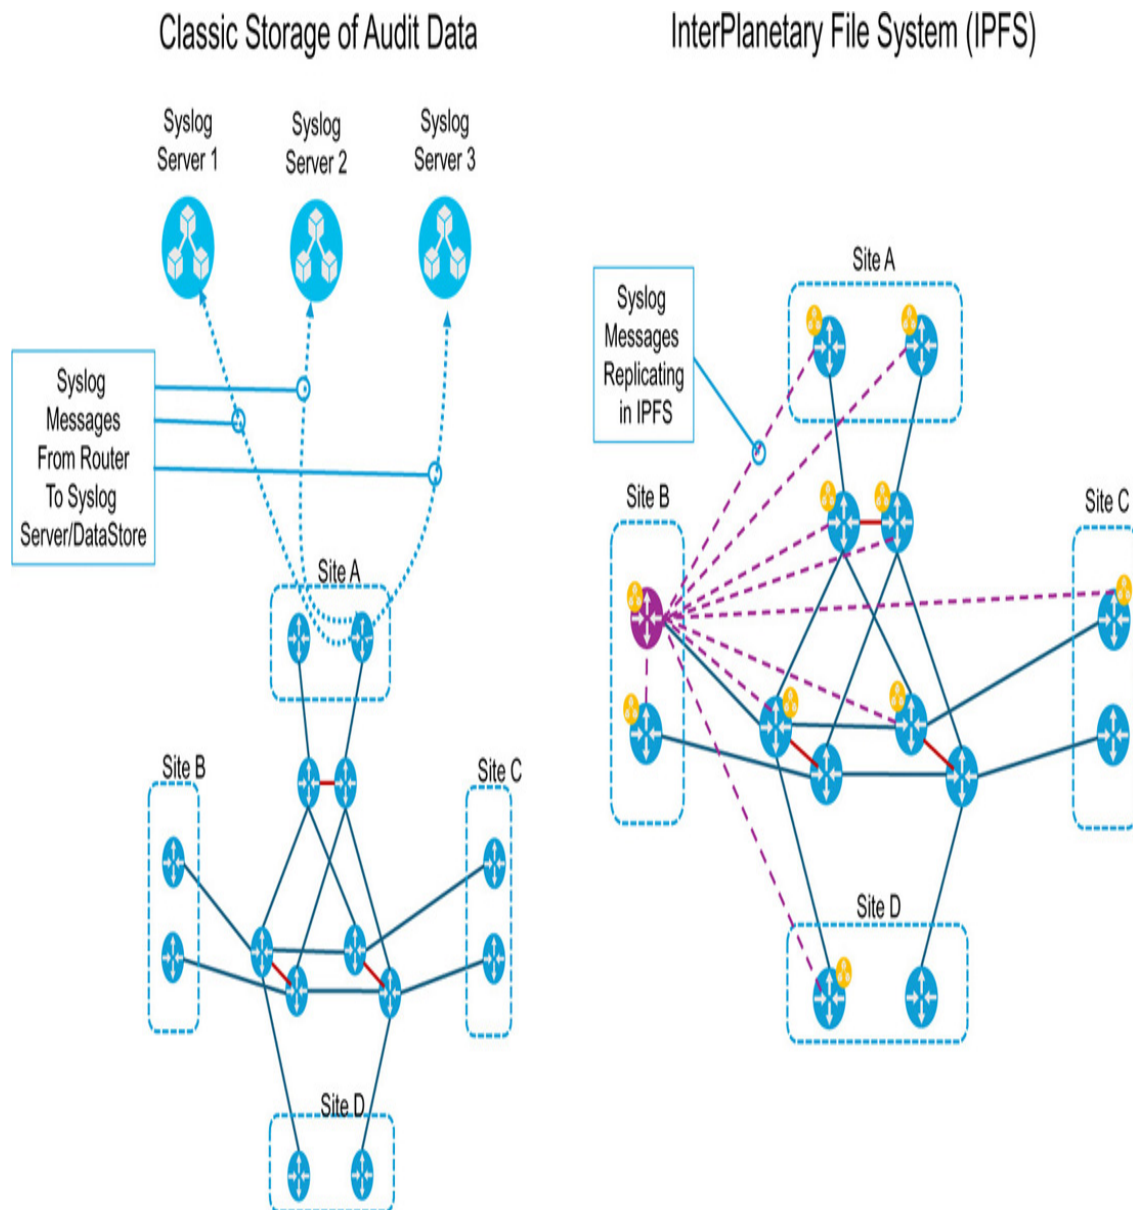 Classic Storage of Audit Data
Syslog
Server 1
Syslog
Server 2
Syslog
Server 3
Syslog
Messages
From Router
To Syslog
Server/DataStore
Site A
Site B
Site C
Site D
InterPlanetary File System (IPFS)
Syslog
Messages
Replicating
in IPFS
Site A
Site B
Site C
Site D